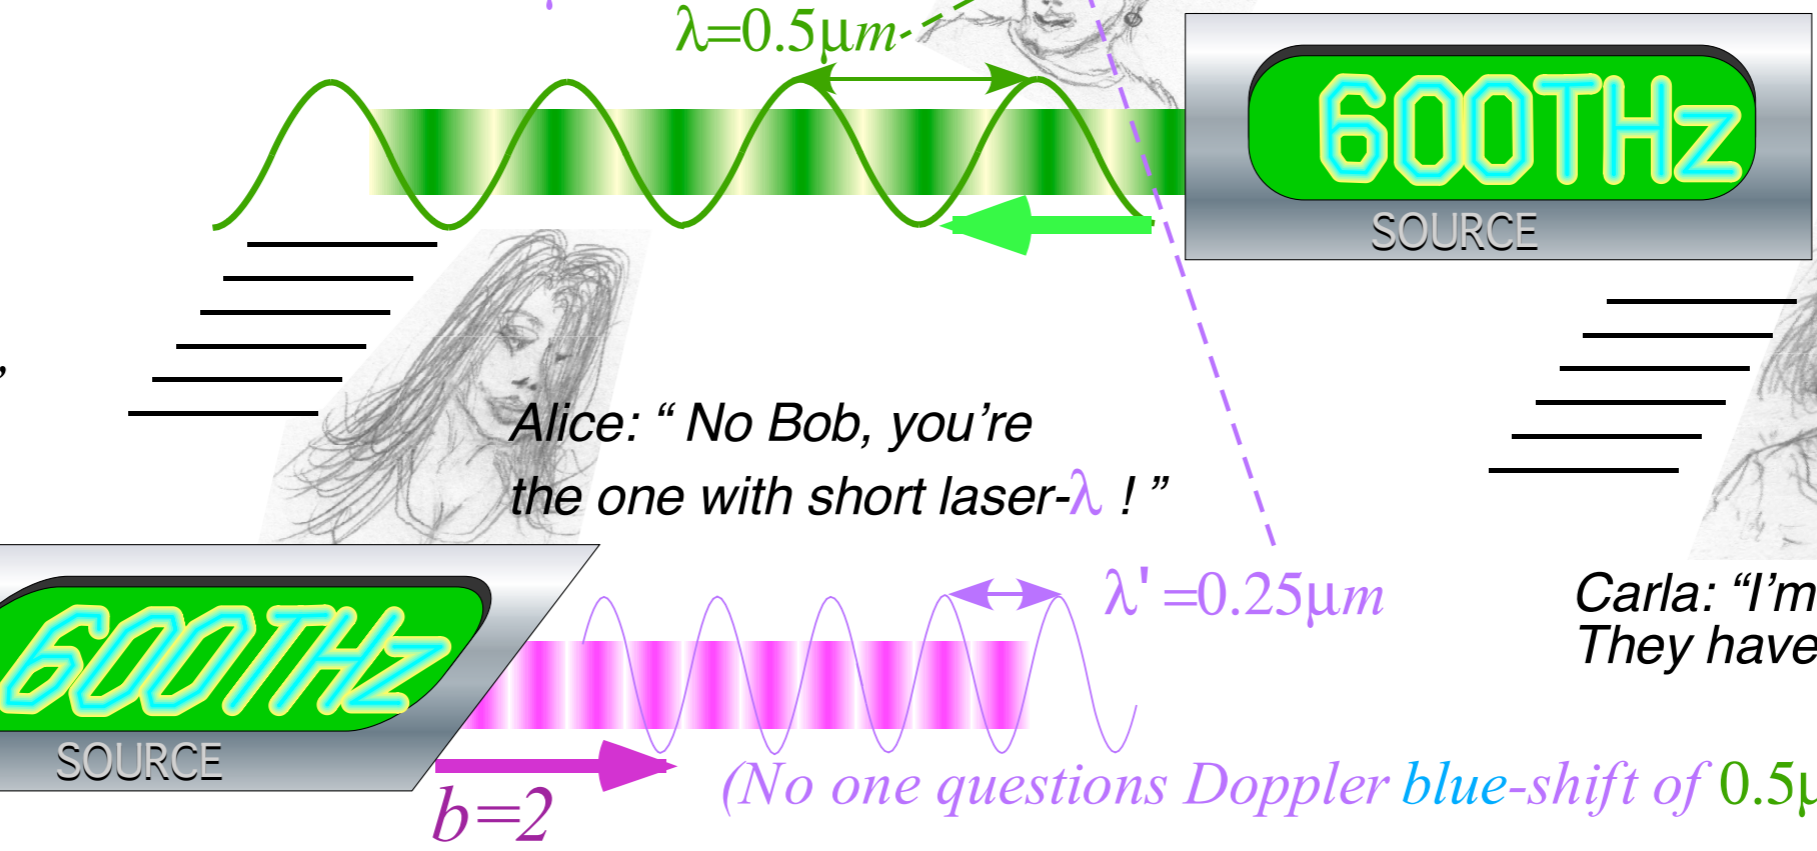 λ=0.5μm
600THz
SOURCE
Alice: “ No Bob, you’re
the one with short laser-λ ! ”
λ' =0.25μm
Carla: “I’m
They have
600THz
SOURCE
b=2
(No one questions Doppler blue-shift of 0.5μ